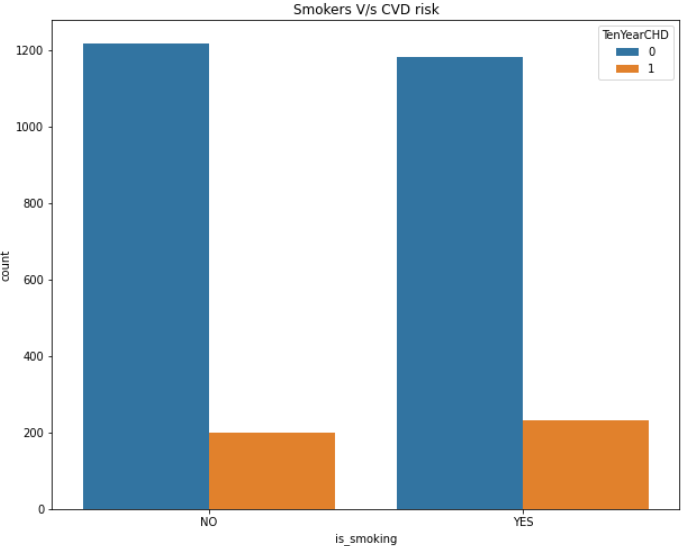 Smokers V/s CVD risk
TenYearCHD
0
1
1200
1000
800
600
400
200
0
count
NO
YES
is_smoking